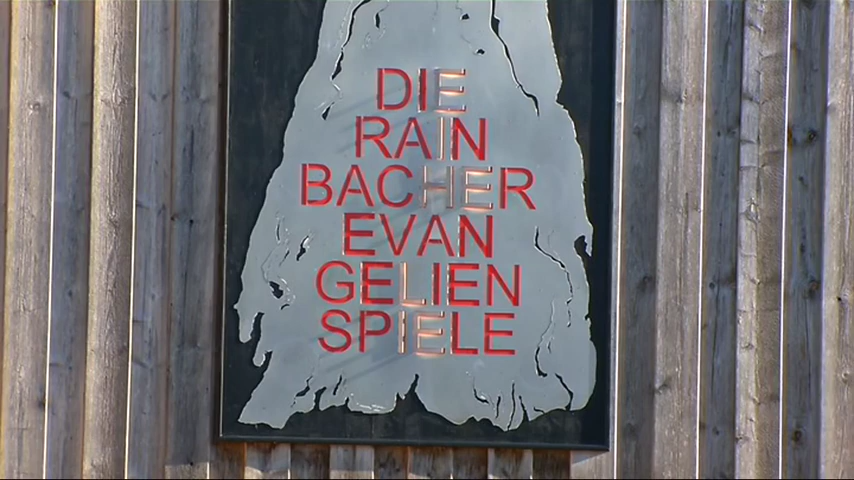 DIE
RAIN
BACHER
EVAN
GELIEN
SPIELE